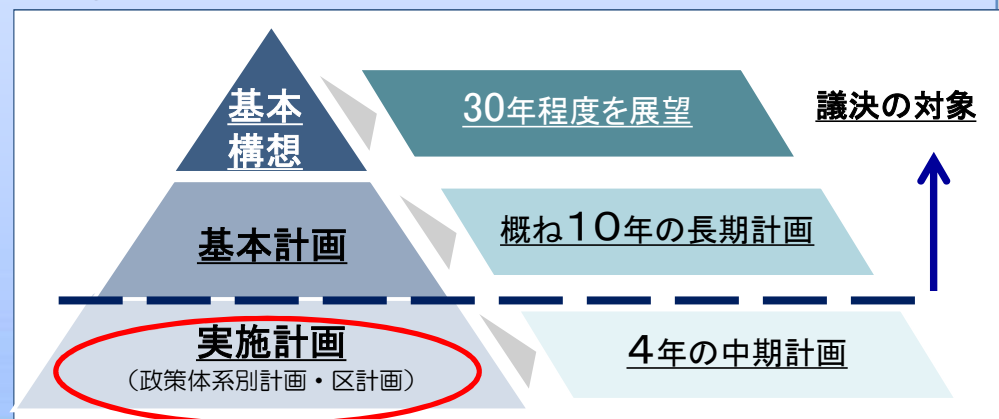 基本
構想
30年程度を展望
議決の対象
基本計画
概ね10年の長期計画
実施計画
（政策体系別計画・区計画）
4年の中期計画